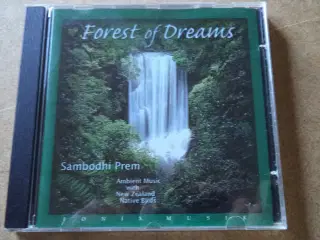 Forest of Dreams
Sambodhi Prem
Ambient Music
with
New Zealand
Native Birds